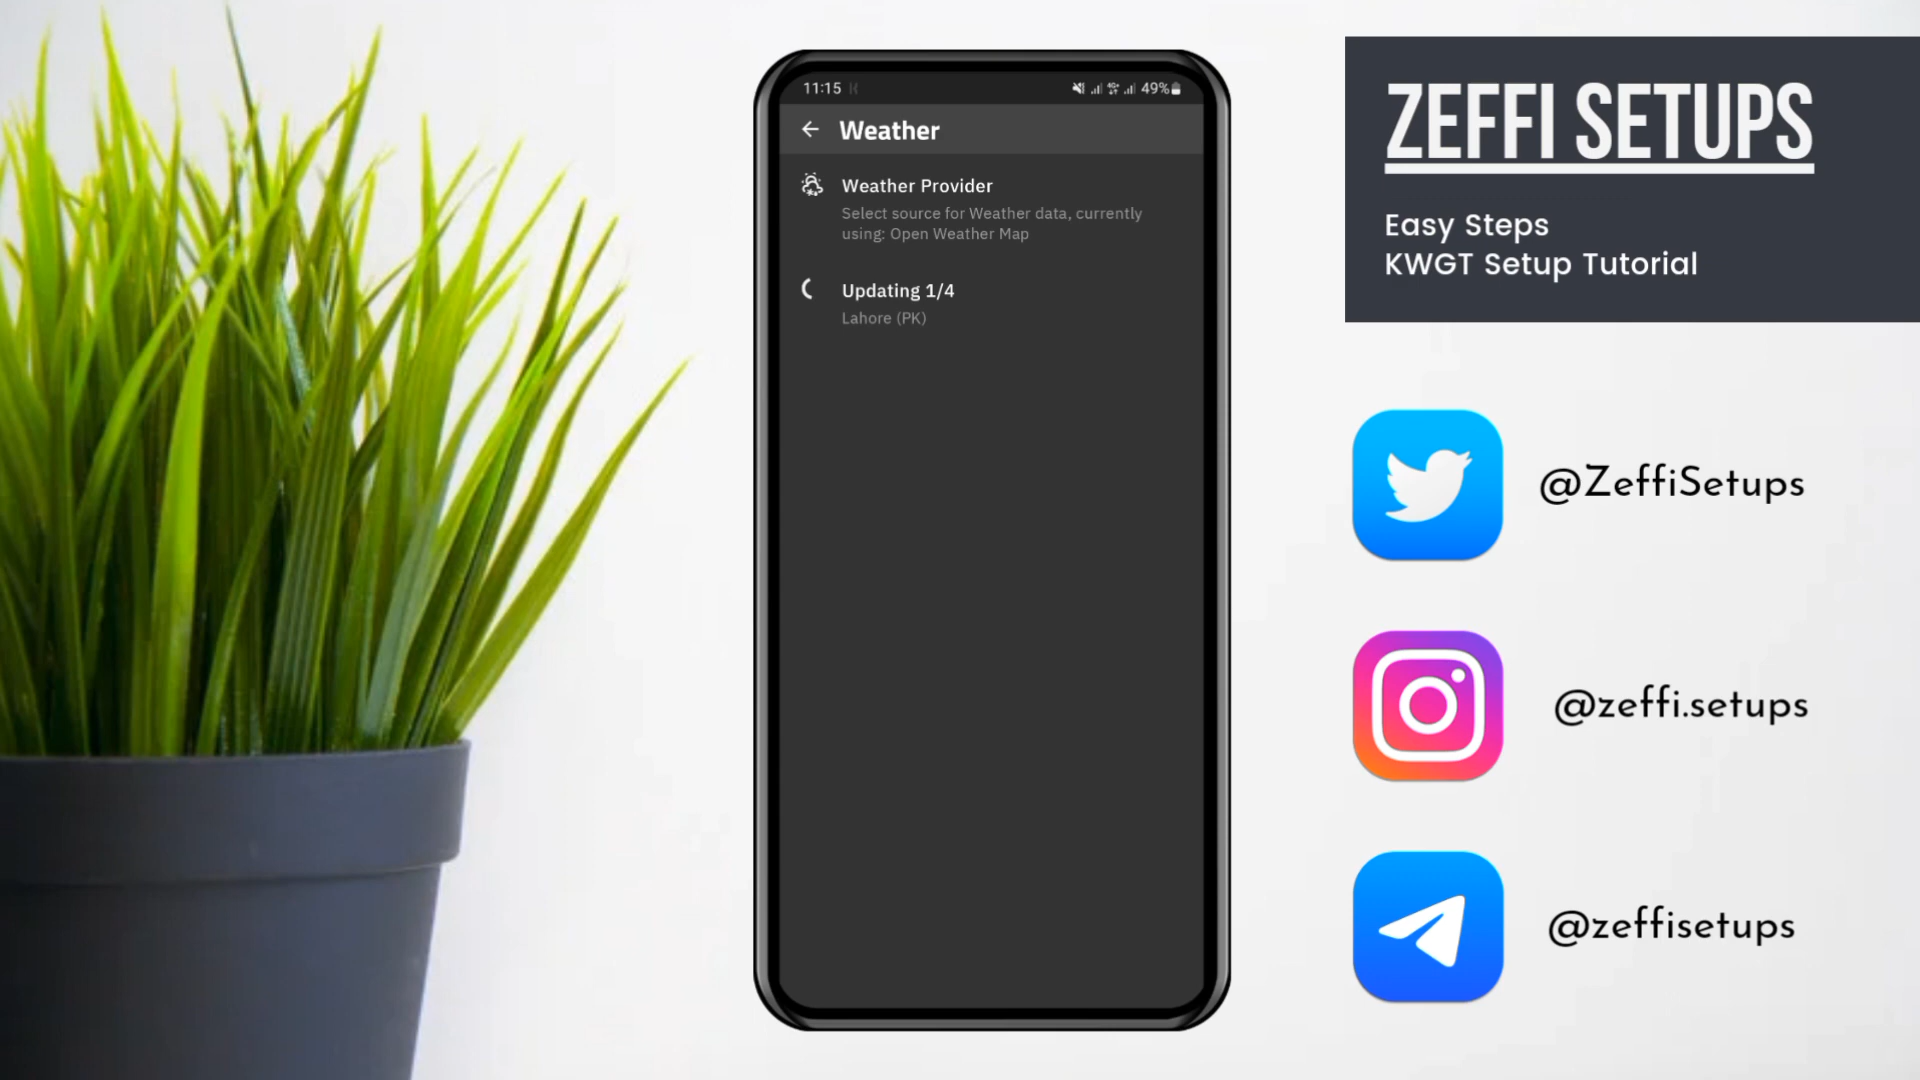 11:15
49%
Weather
Weather Provider
Select source for Weather data, currently
using: Open Weather Map
Updating 1/4
Lahore (PK)
ZEFFI SETUPS
Easy Steps
KWGT Setup Tutorial
@ZeffiSetups
@zeffi.setups
@zeffisetups